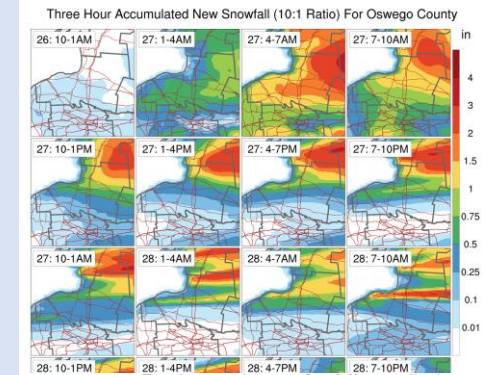 Three Hour Accumulated New Snowfall (10:1 Ratio) For Oswego County
in
26: 10-1AM
27: 1-4AM
27: 4-7AM
27: 7-10AM
4
3
2
1.5
27: 10-1PM
27: 1-4PM
27: 4-7PM
27: 7-10PM
1
0.75
0.5
27: 10-1AM
28: 1-4AM
28: 4-7AM
28: 7-10AM
0.25
0.1
0.01
28: 10-1PM
28: 1-4PM
28: 4-7PM
28: 7-10PM